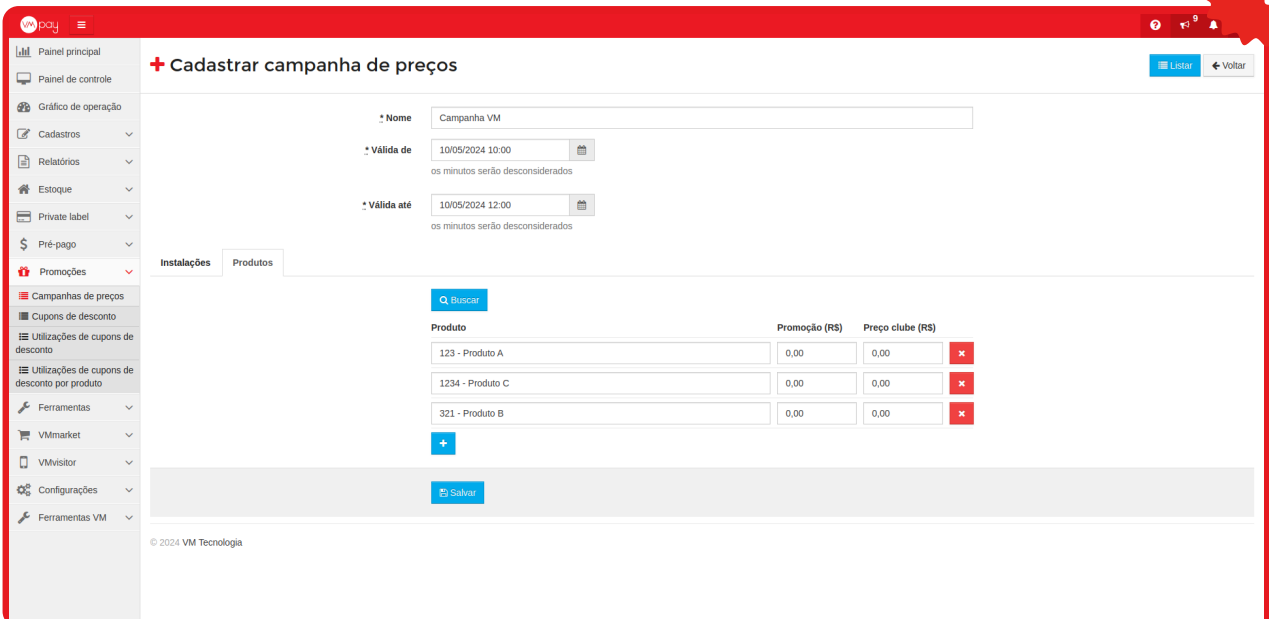 VM pay
9
Painel principal
Painel de controle
Gráfico de operação
Cadastros
Relatórios
Estoque
Private label
Pré-pago
Promoções
Campanhas de preços
Cupons de desconto
Utilizações de cupons de
desconto
Utilizações de cupons de
desconto por produto
Ferramentas
VMmarket
VMvisitor
Configurações
Ferramentas VM
Cadastrar campanha de preços
Listar
Voltar
* Nome
Campanha VM
* Válida de
10/05/2024 10:00
os minutos serão desconsiderados
* Válida até
10/05/2024 12:00
os minutos serão desconsiderados
Instalações Produtos
Buscar
Produto Promoção (R$) Preço clube (R$)
123 - Produto A 0,00 0,00
1234 - Produto C 0,00 0,00
321 - Produto B 0,00 0,00
Salvar
© 2024 VM Tecnologia